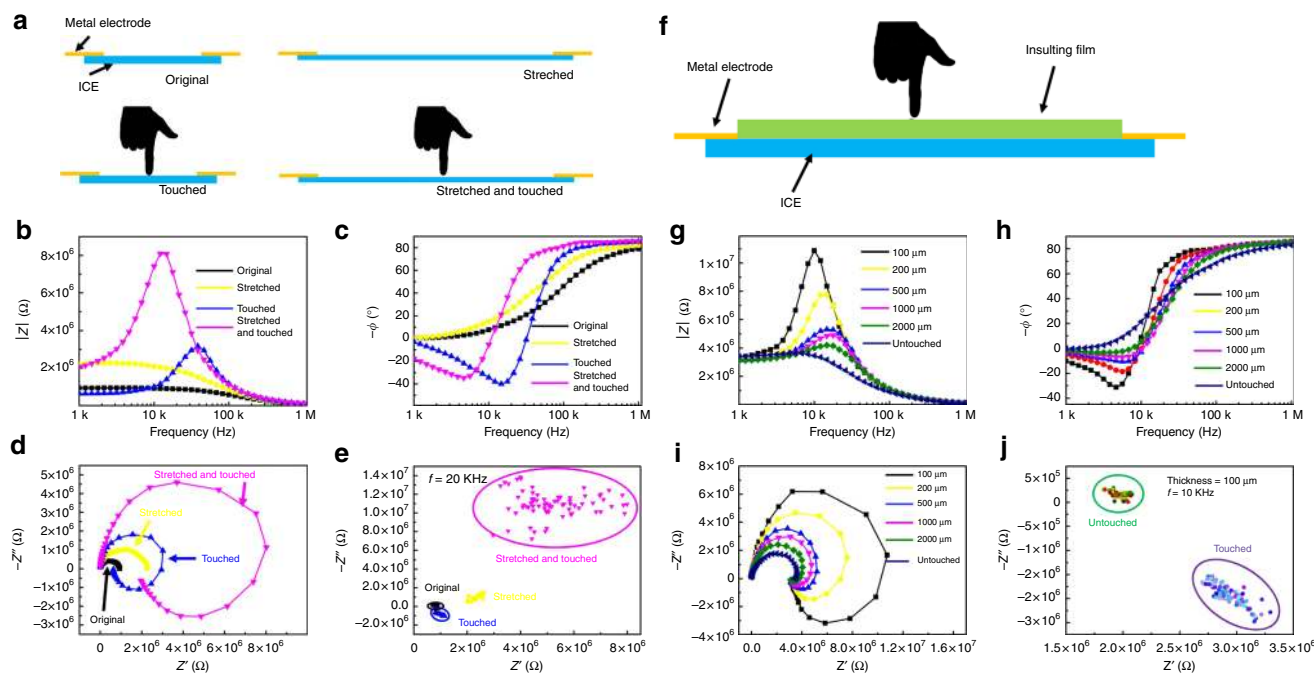 a
Metal electrode
ICE
Original
Streched
Touched
Stretched and touched
f
Insulting film
Metal electrode
ICE
b
|Z| (Ω)
8×10⁶
6×10⁶
4×10⁶
2×10⁶
Original
Stretched
Touched
Stretched
and touched
1 k 10 k 100 k 1 M
Frequency (Hz)
c
−ϕ (°)
80
60
40
20
0
−20
−40
Original
Stretched
Touched
Stretched
and touched
1 k 10 k 100 k 1 M
Frequency (Hz)
g
|Z| (Ω)
1×10⁷
8×10⁶
6×10⁶
4×10⁶
2×10⁶
0
100 μm
200 μm
500 μm
1000 μm
2000 μm
Untouched
1 k 10 k 100 k 1 M
Frequency (Hz)
h
−ϕ (°)
80
60
40
20
0
−20
−30
−40
100 μm
200 μm
500 μm
1000 μm
2000 μm
Untouched
1 k 10 k 100 k 1 M
Frequency (Hz)
d
−Z″ (Ω)
5×10⁶
4×10⁶
3×10⁶
2×10⁶
1×10⁶
0
−1×10⁶
−2×10⁶
−3×10⁶
Stretched and touched
Stretched
Touched
Original
0 2×10⁶ 4×10⁶ 6×10⁶ 8×10⁶ 1×10⁷
Z′ (Ω)
e
−Z″ (Ω)
1.4×10⁷
1.2×10⁷
1.0×10⁷
8.0×10⁶
6.0×10⁶
4.0×10⁶
2.0×10⁶
0.0
−2.0×10⁶
f = 20 KHz
Stretched and touched
Original
Stretched
Touched
0 2×10⁶ 4×10⁶ 6×10⁶ 8×10⁶
Z′ (Ω)
i
−Z″ (Ω)
8×10⁶
6×10⁶
4×10⁶
2×10⁶
0
−2×10⁶
−4×10⁶
100 μm
200 μm
500 μm
1000 μm
2000 μm
Untouched
0.0
Z′ (Ω)
j
−Z″ (Ω)
5×10⁵
0
−5×10⁵
−1×10⁶
−2×10⁶
−2×10⁶
−3×10⁶
Thickness = 100 μm
f = 10 KHz
Untouched
Touched
1.5×10⁶ 2.0×10⁶ 2.5×10⁶ 3.0×10⁶ 3.5×10⁶
Z′ (Ω)